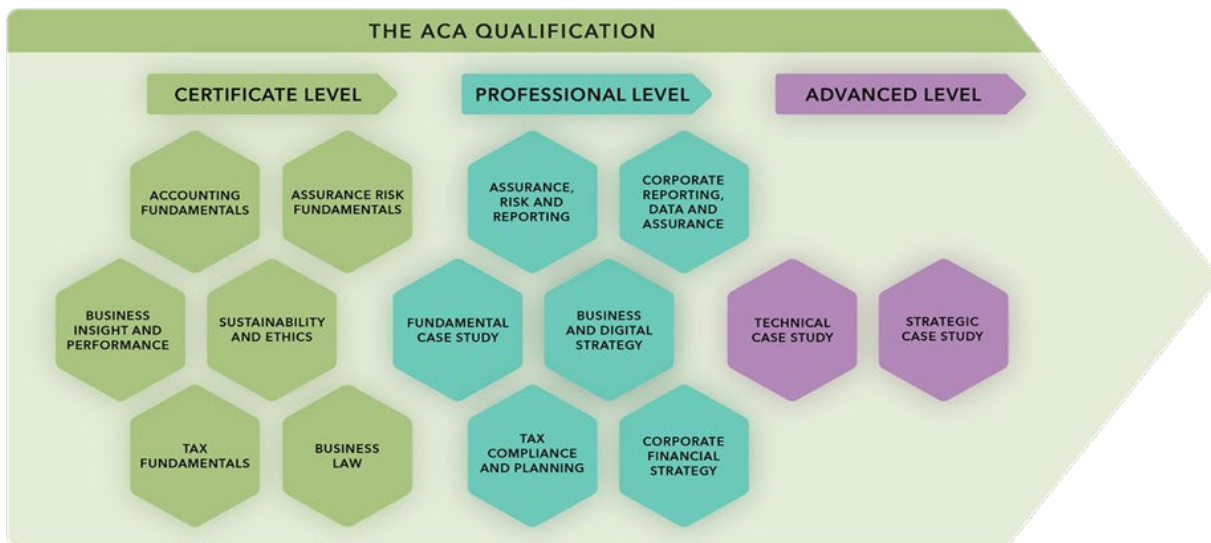 THE ACA QUALIFICATION
CERTIFICATE LEVEL
PROFESSIONAL LEVEL
ADVANCED LEVEL
ACCOUNTING
FUNDAMENTALS
ASSURANCE RISK
FUNDAMENTALS
BUSINESS
INSIGHT AND
PERFORMANCE
SUSTAINABILITY
AND ETHICS
TAX
FUNDAMENTALS
BUSINESS
LAW
ASSURANCE,
RISK AND
REPORTING
CORPORATE
REPORTING,
DATA AND
ASSURANCE
FUNDAMENTAL
CASE STUDY
BUSINESS
AND DIGITAL
STRATEGY
TAX
COMPLIANCE
AND PLANNING
CORPORATE
FINANCIAL
STRATEGY
TECHNICAL
CASE STUDY
STRATEGIC
CASE STUDY